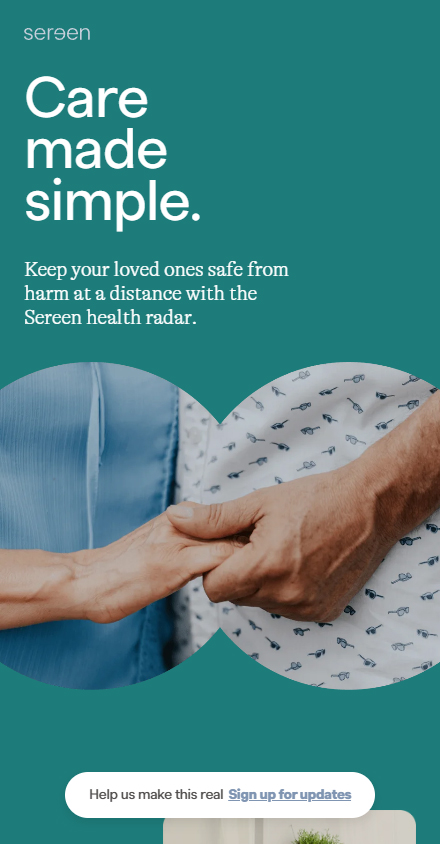 sereen
Care
made
simple.
Keep your loved ones safe from
harm at a distance with the
Sereen health radar.
Help us make this real Sign up for updates